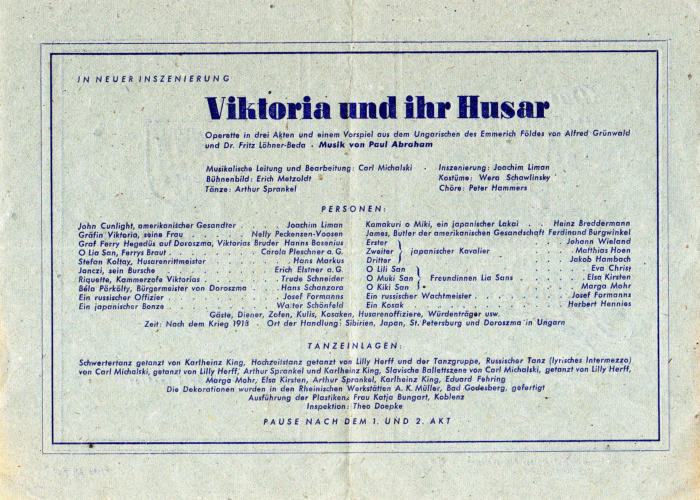 IN NEUER INSZENIERUNG
Viktoria und ihr Husar
Operette in drei Akten und einem Vorspiel aus dem Ungarischen des Emmerich Földes von Alfred Grünwald
und Dr. Fritz Löhner-Beda · Musik von Paul Abraham
Musikalische Leitung und Bearbeitung: Carl Michalski · Inszenierung: Joachim Liman
Bühnenbild: Erich Metzoldt Kostüme: Wera Schawlinsky
Tänze: Arthur Sprankel Chöre: Peter Hammers
PERSONEN:
John Cunlight, amerikanischer Gesandter . Joachim Liman
Gräfin Viktoria, seine Frau . . . . Nelly Peckensen-Voosen
Graf Ferry Hegedüs auf Doroszma, Viktorias Bruder Hanns Bosenius
O Lia San, Ferrys Braut . . . . Carola Pleschner a.G.
Stefan Koltay, Husarenrittmeister . . . . Hans Markus
Janczi, sein Bursche . . . . Erich Elstner a.G.
Riquette, Kammerzofe Viktorias . . . . Trude Schneider
Béla Pörkölty, Bürgermeister von Doroszma . Hans Schanzara
Ein russischer Offizier . . . . Josef Formanns
Ein japanischer Bonze . . . . Walter Schönfeld
Kamakuri o Miki, ein japanischer Lakai . Heinz Breddermann
James, Butler der amerikanischen Gesandschaft Ferdinand Burgwinkel
Erster Johann Wieland
Zweiter } japanischer Kavalier . . . . Matthias Hoen
Dritter Jakob Hambach
O Lili San Eva Christ
O Muki San } Freundinnen Lia Sans . . . . Elsa Kirsten
O Kiki San Marga Mohr
Ein russischer Wachtmeister . . . . Josef Formanns
Ein Kosak . . . . Herbert Hennies
Gäste, Diener, Zofen, Kulis, Kosaken, Husarenoffiziere, Würdenträger usw.
Zeit: Nach dem Krieg 1918 · Ort der Handlung: Sibirien, Japan, St. Petersburg und Doroszma in Ungarn
TANZEINLAGEN:
Schwertertanz getanzt von Karlheinz King, Hochzeitstanz getanzt von Lilly Herff und der Tanzgruppe, Russischer Tanz (lyrisches Intermezzo)
von Carl Michalski, getanzt von Lilly Herff, Arthur Sprankel und Karlheinz King, Slavische Ballettszene von Carl Michalski, getanzt von Lilly Herff,
Marga Mohr, Elsa Kirsten, Arthur Sprankel, Karlheinz King, Eduard Fehring
Die Dekorationen wurden in den Rheinischen Werkstätten A. K. Müller, Bad Godesberg, gefertigt
Ausführung der Plastiken: Frau Katja Bungart, Koblenz
Inspektion: Theo Doepke
PAUSE NACH DEM 1. UND 2. AKT